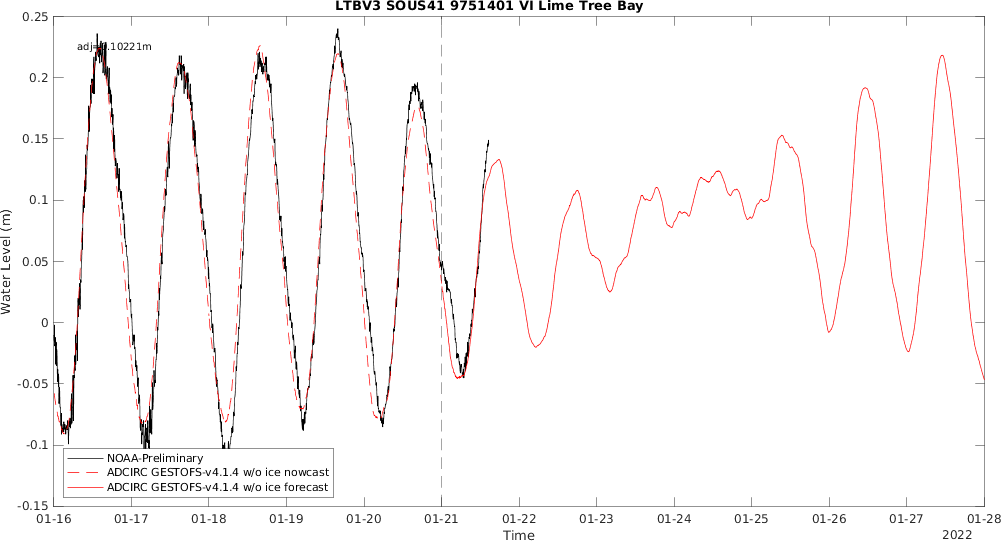 LTBV3 SOUS41 9751401 VI Lime Tree Bay
0.25
0.2
0.15
0.1
0.05
0
-0.05
-0.1
-0.15
Water Level (m)
NOAA-Preliminary
ADCIRC GESTOFS-v4.1.4 w/o ice nowcast
ADCIRC GESTOFS-v4.1.4 w/o ice forecast
01-16 01-17 01-18 01-19 01-20 01-21 01-22 01-23 01-24 01-25 01-26 01-27 01-28
Time
2022